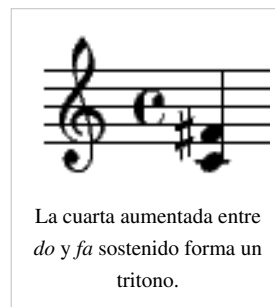 La cuarta aumentada entre
do y fa sostenido forma un
tritono.